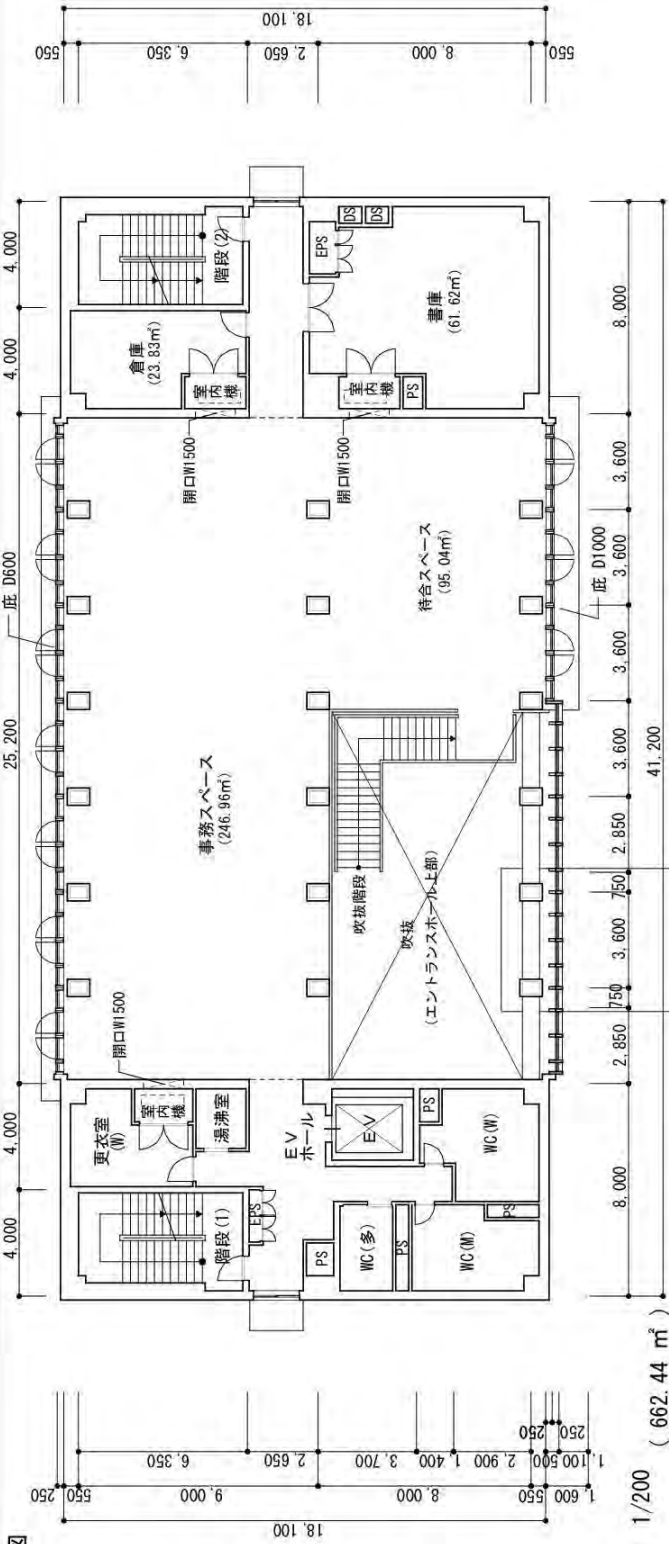 図
1/200 （ 662.44 ㎡ ）
4,000
4,000
25,200
4,000
4,000
庇 D600
18,100
250
550
9,000
6,350
2,650
8,000
3,700
1,400
2,900
550
1,600
1,100
500
250
250
18,100
550
6,350
2,650
8,000
550
階段(1)
EPS
更衣室
(W)
室内
機
湯沸室
開口W1500
EV
ホール
EV
PS
WC(多)
PS
WC(M)
PS
WC(W)
PS
事務スペース
(246.96㎡)
吹抜階段
吹抜
(エントランスホール上部)
待合スペース
(95.04㎡)
開口W1500
開口W1500
倉庫
(23.83㎡)
室内
機
階段(2)
EPS
DS
DS
書庫
(61.62㎡)
室内
機
PS
庇 D1000
8,000
2,850
750
3,600
750
2,850
3,600
3,600
3,600
3,600
8,000
41,200